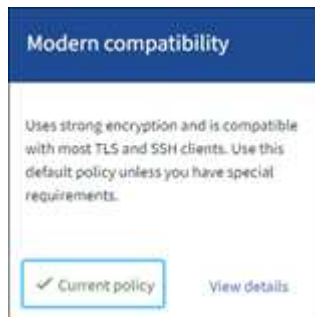 Modern compatibility
Uses strong encryption and is compatible
with most TLS and SSH clients. Use this
default policy unless you have special
requirements.
✓ Current policy
View details